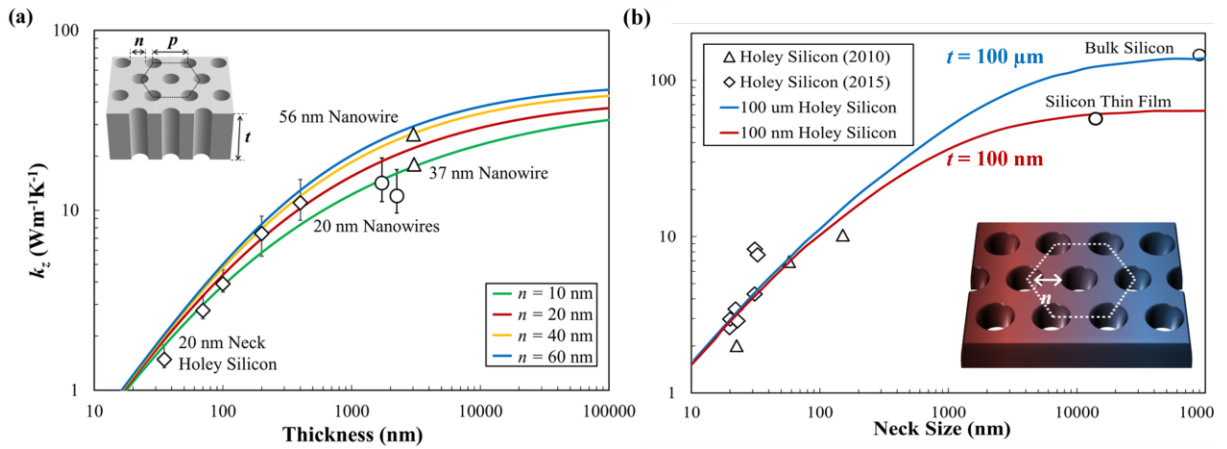 (a)
n
p
t
100
10
1
kz (Wm-1K-1)
56 nm Nanowire
37 nm Nanowire
20 nm Nanowires
20 nm Neck
Holey Silicon
n = 10 nm
n = 20 nm
n = 40 nm
n = 60 nm
10
100
1000
10000
100000
Thickness (nm)
(b)
Holey Silicon (2010)
Holey Silicon (2015)
100 um Holey Silicon
100 nm Holey Silicon
t = 100 µm
Bulk Silicon
Silicon Thin Film
t = 100 nm
n
100
10
1
10
100
1000
10000
1000
Neck Size (nm)